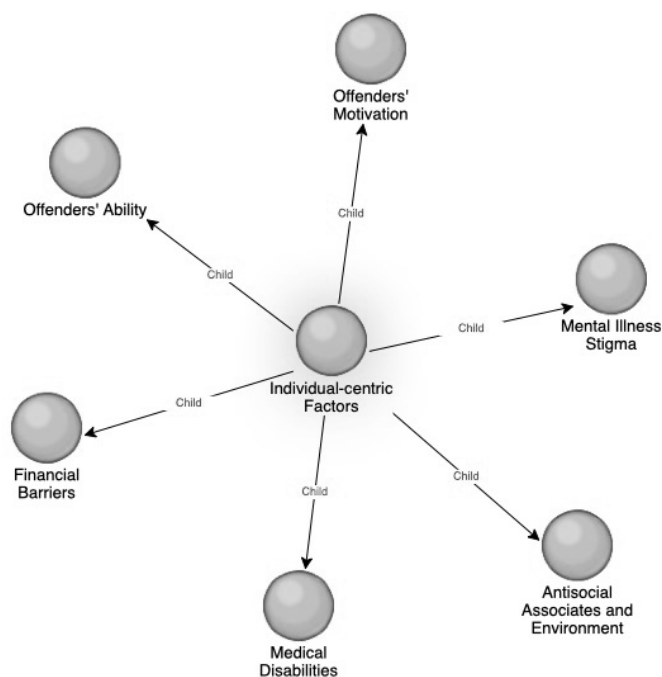 Offenders'
Motivation
Child
Offenders' Ability
Child
Mental Illness
Stigma
Child
Individual-centric
Factors
Child
Financial
Barriers
Child
Child
Antisocial
Associates and
Environment
Medical
Disabilities